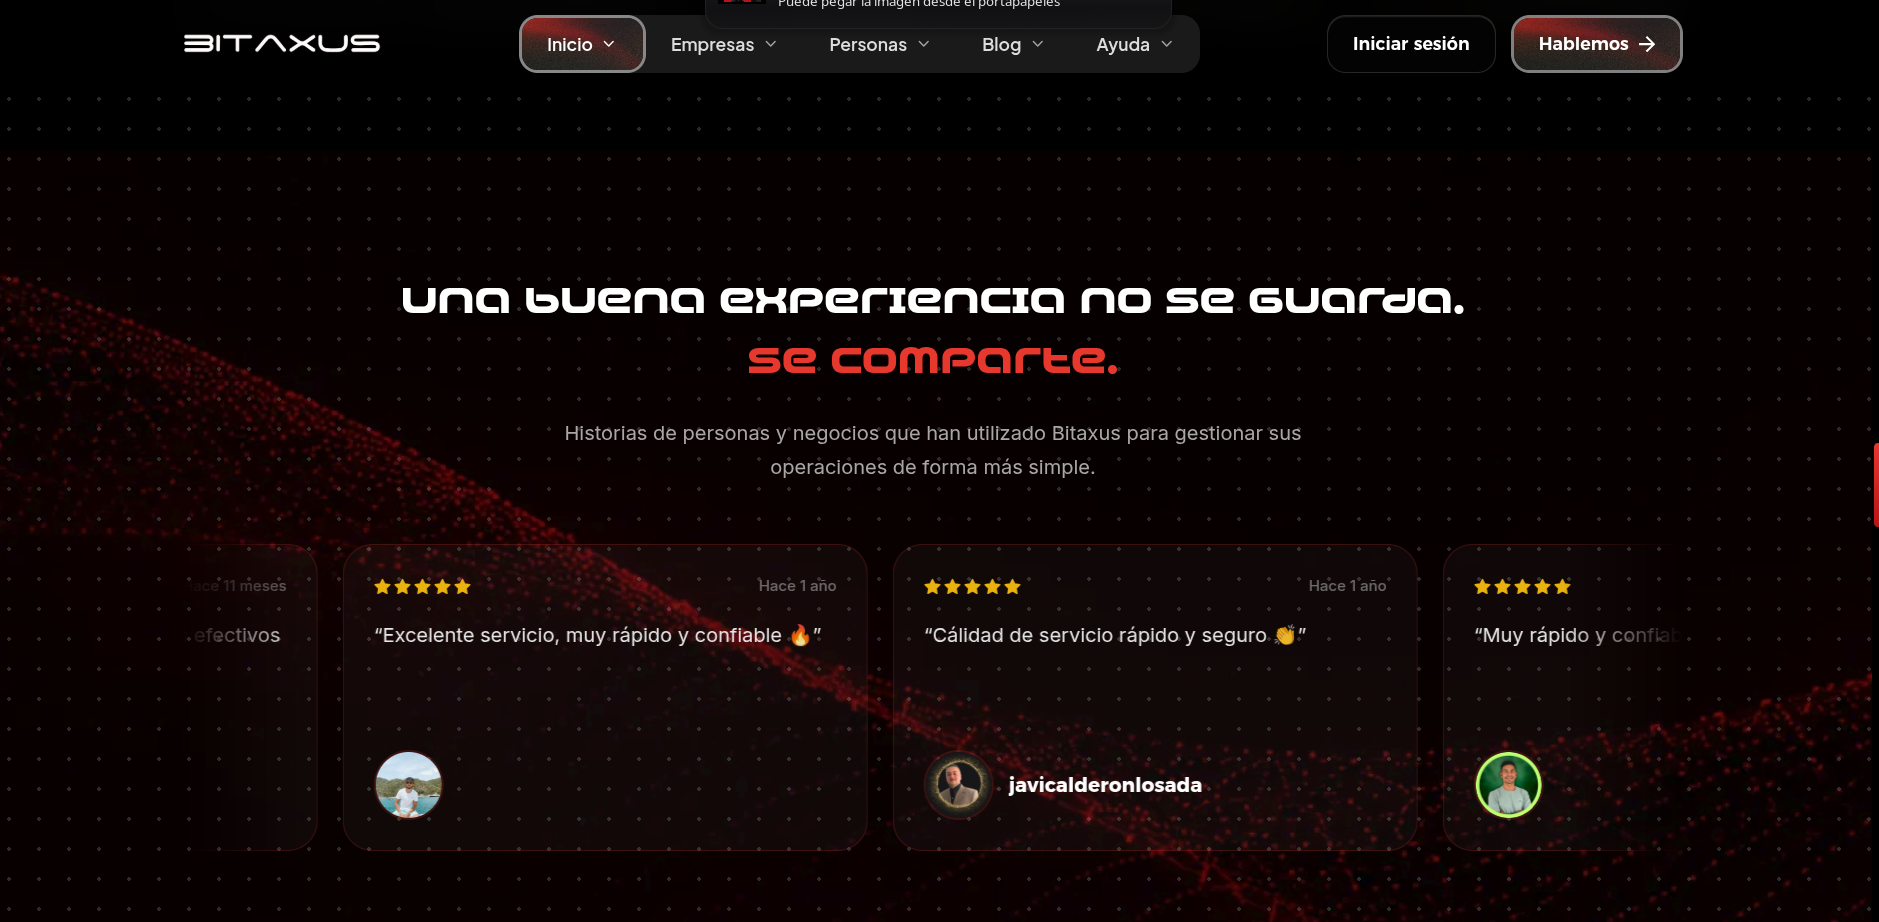 Puede pegar la imagen desde el portapapeles
BITAXUS
Inicio
Empresas
Personas
Blog
Ayuda
Iniciar sesión
Hablemos
una buena experiencia no se guarda.
se comparte.
Historias de personas y negocios que han utilizado Bitaxus para gestionar sus
operaciones de forma más simple.
11 meses
efectivos
Hace 1 año
“Excelente servicio, muy rápido y confiable 🔥”
Hace 1 año
“Cálidad de servicio rápido y seguro 👏”
javicalderonlosada
“Muy rápido y